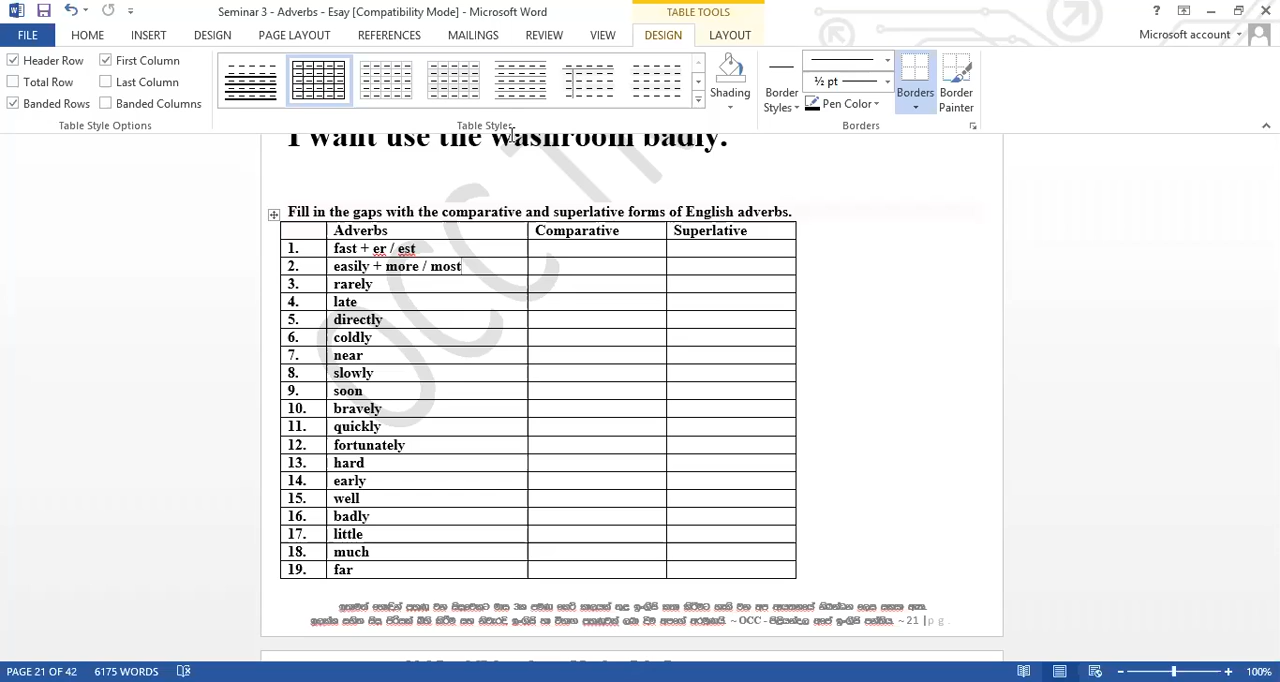 Seminar 3 - Adverbs - Esay [Compatibility Mode] - Microsoft Word
TABLE TOOLS
?
FILE HOME INSERT DESIGN PAGE LAYOUT REFERENCES MAILINGS REVIEW VIEW DESIGN LAYOUT
Microsoft account
Header Row First Column
Total Row Last Column
Banded Rows Banded Columns
Table Style Options
Table Styles
Shading
Border Styles
½ pt
Pen Color
Borders
Border Painter
Borders
I want use the washroom badly.
Fill in the gaps with the comparative and superlative forms of English adverbs.
Adverbs Comparative Superlative
1. fast + er / est
2. easily + more / most
3. rarely
4. late
5. directly
6. coldly
7. near
8. slowly
9. soon
10. bravely
11. quickly
12. fortunately
13. hard
14. early
15. well
16. badly
17. little
18. much
19. far
~ OCC - ~ 21 | p g .
PAGE 21 OF 42 6175 WORDS
100%